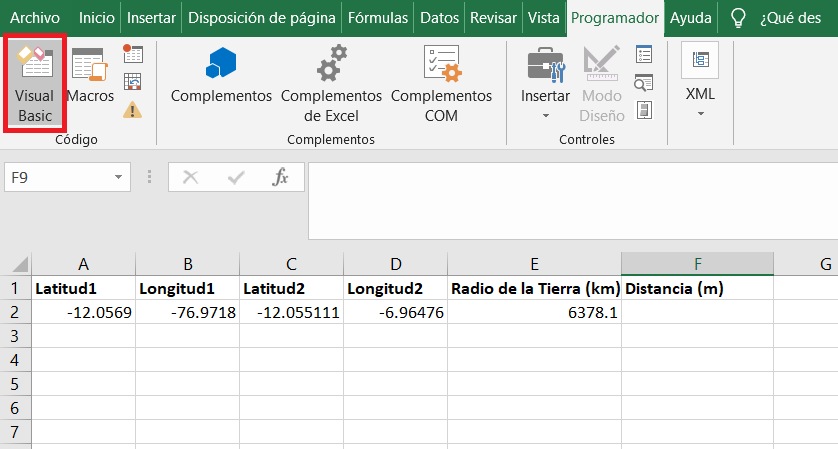 Archivo Inicio Insertar Disposición de página Fórmulas Datos Revisar Vista Programador Ayuda ¿Qué des
Visual Basic
Macros
Código
Complementos
Complementos de Excel
Complementos COM
Complementos
Insertar
Modo Diseño
Controles
XML
F9
fx
A B C D E F G
1 Latitud1 Longitud1 Latitud2 Longitud2 Radio de la Tierra (km) Distancia (m)
2 -12.0569 -76.9718 -12.055111 -6.96476 6378.1
3
4
5
6
7